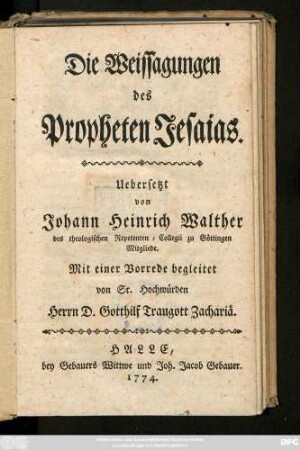 Die Weissagungen
des
Propheten Jesaias.
Uebersetzt
von
Johann Heinrich Walther
des theologischen Repetenten-Collegii zu Göttingen
Mitgliede.
Mit einer Vorrede begleitet
von Sr. Hochwürden
Herrn D. Gotthilf Traugott Zachariä.
HALLE,
bey Gebauers Wittwe und Joh. Jacob Gebauer.
1774.